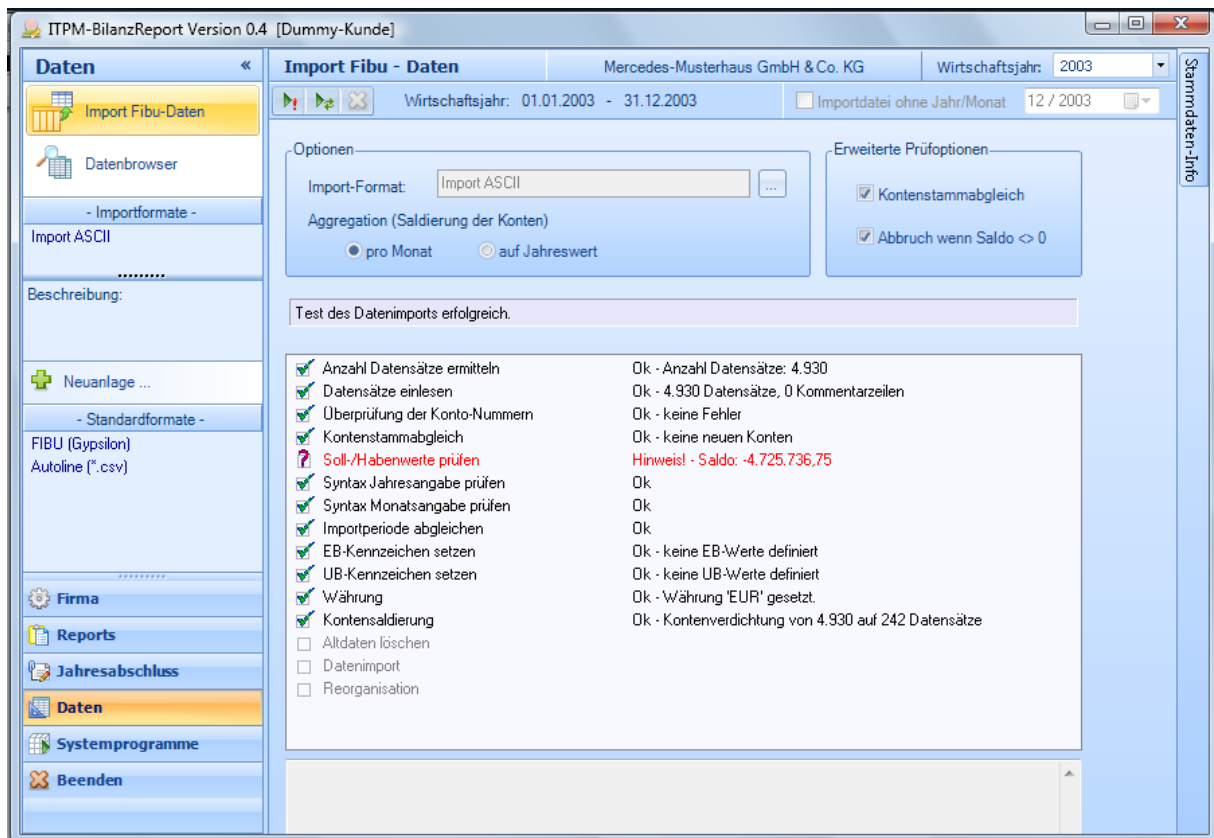 ITPM-BilanzReport Version 0.4 [Dummy-Kunde]
Daten «
Import Fibu-Daten
Datenbrowser
- Importformate -
Import ASCII
Beschreibung:
Neuanlage ...
- Standardformate -
FIBU (Gypsilon)
Autoline (*.csv)
Firma
Reports
Jahresabschluss
Daten
Systemprogramme
Beenden
Import Fibu - Daten Mercedes-Musterhaus GmbH & Co. KG Wirtschaftsjahr: 2003
Wirtschaftsjahr: 01.01.2003 - 31.12.2003 Importdatei ohne Jahr/Monat 12 / 2003
Optionen
Import-Format: Import ASCII ...
Aggregation (Saldierung der Konten)
pro Monat auf Jahreswert
Erweiterte Prüfoptionen
Kontenstammabgleich
Abbruch wenn Saldo <> 0
Test des Datenimports erfolgreich.
Anzahl Datensätze ermitteln Ok - Anzahl Datensätze: 4.930
Datensätze einlesen Ok - 4.930 Datensätze, 0 Kommentarzeilen
Überprüfung der Konto-Nummern Ok - keine Fehler
Kontenstammabgleich Ok - keine neuen Konten
Soll-/Habenwerte prüfen Hinweis! - Saldo: -4.725.736,75
Syntax Jahresangabe prüfen Ok
Syntax Monatsangabe prüfen Ok
Importperiode abgleichen Ok
EB-Kennzeichen setzen Ok - keine EB-Werte definiert
UB-Kennzeichen setzen Ok - keine UB-Werte definiert
Währung Ok - Währung 'EUR' gesetzt.
Kontensaldierung Ok - Kontenverdichtung von 4.930 auf 242 Datensätze
Altdaten löschen
Datenimport
Reorganisation
Stammdaten-Info